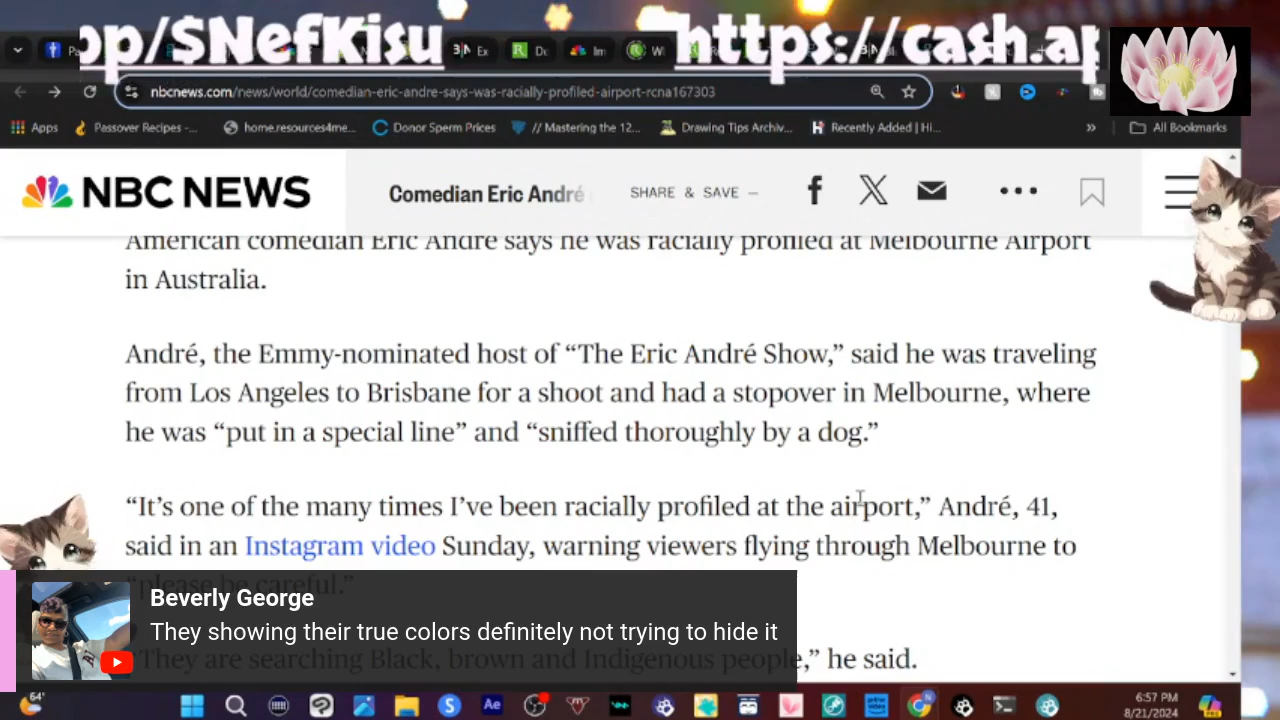 pp/$NefKisu
https://cash.ap
Ex
nbcnews.com/news/world/comedian-eric-andre-says-was-racially-profiled-airport-rcna167303
Apps
Passover Recipes -...
home.resources4me...
Donor Sperm Prices
// Mastering the 12...
Drawing Tips Archiv...
Recently Added | Hi...
»
All Bookmarks
NBC NEWS
Comedian Eric André
SHARE & SAVE –
American comedian Eric André says he was racially profiled at Melbourne Airport
in Australia.
André, the Emmy-nominated host of “The Eric André Show,” said he was traveling
from Los Angeles to Brisbane for a shoot and had a stopover in Melbourne, where
he was “put in a special line” and “sniffed thoroughly by a dog.”
“It’s one of the many times I’ve been racially profiled at the airport,” André, 41,
said in an Instagram video Sunday, warning viewers flying through Melbourne to
“please be careful.”
Beverly George
They showing their true colors definitely not trying to hide it
“They are searching Black, brown and Indigenous people,” he said.
64°
6:57 PM
8/21/2024